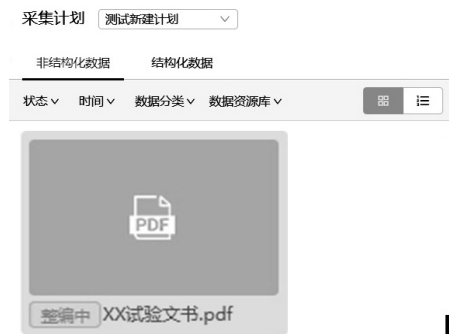 采集计划 测试新建计划
非结构化数据 结构化数据
状态 时间 数据分类 数据资源库
PDF
整编中 XX试验文书.pdf